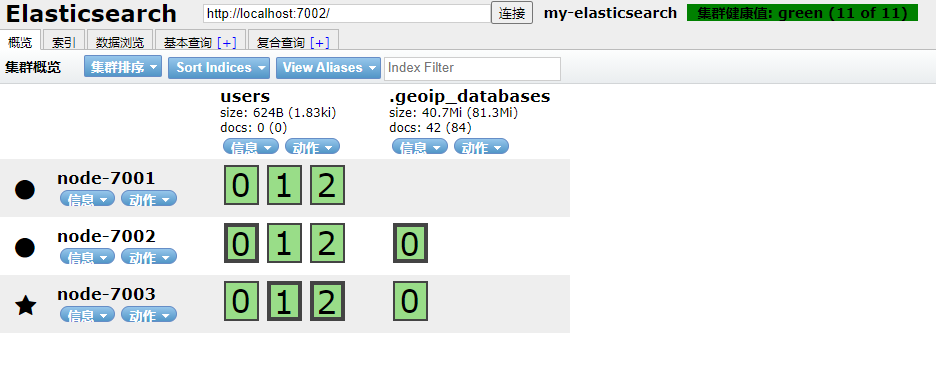 Elasticsearch http://localhost:7002/ 连接 my-elasticsearch 集群健康值: green (11 of 11)
概览 索引 数据浏览 基本查询 [+] 复合查询 [+]
集群概览 集群排序 Sort Indices View Aliases Index Filter
users .geoip_databases
size: 624B (1.83ki) size: 40.7Mi (81.3Mi)
docs: 0 (0) docs: 42 (84)
信息 动作 信息 动作
node-7001 0 1 2
信息 动作
node-7002 0 1 2 0
信息 动作
node-7003 0 1 2 0
信息 动作